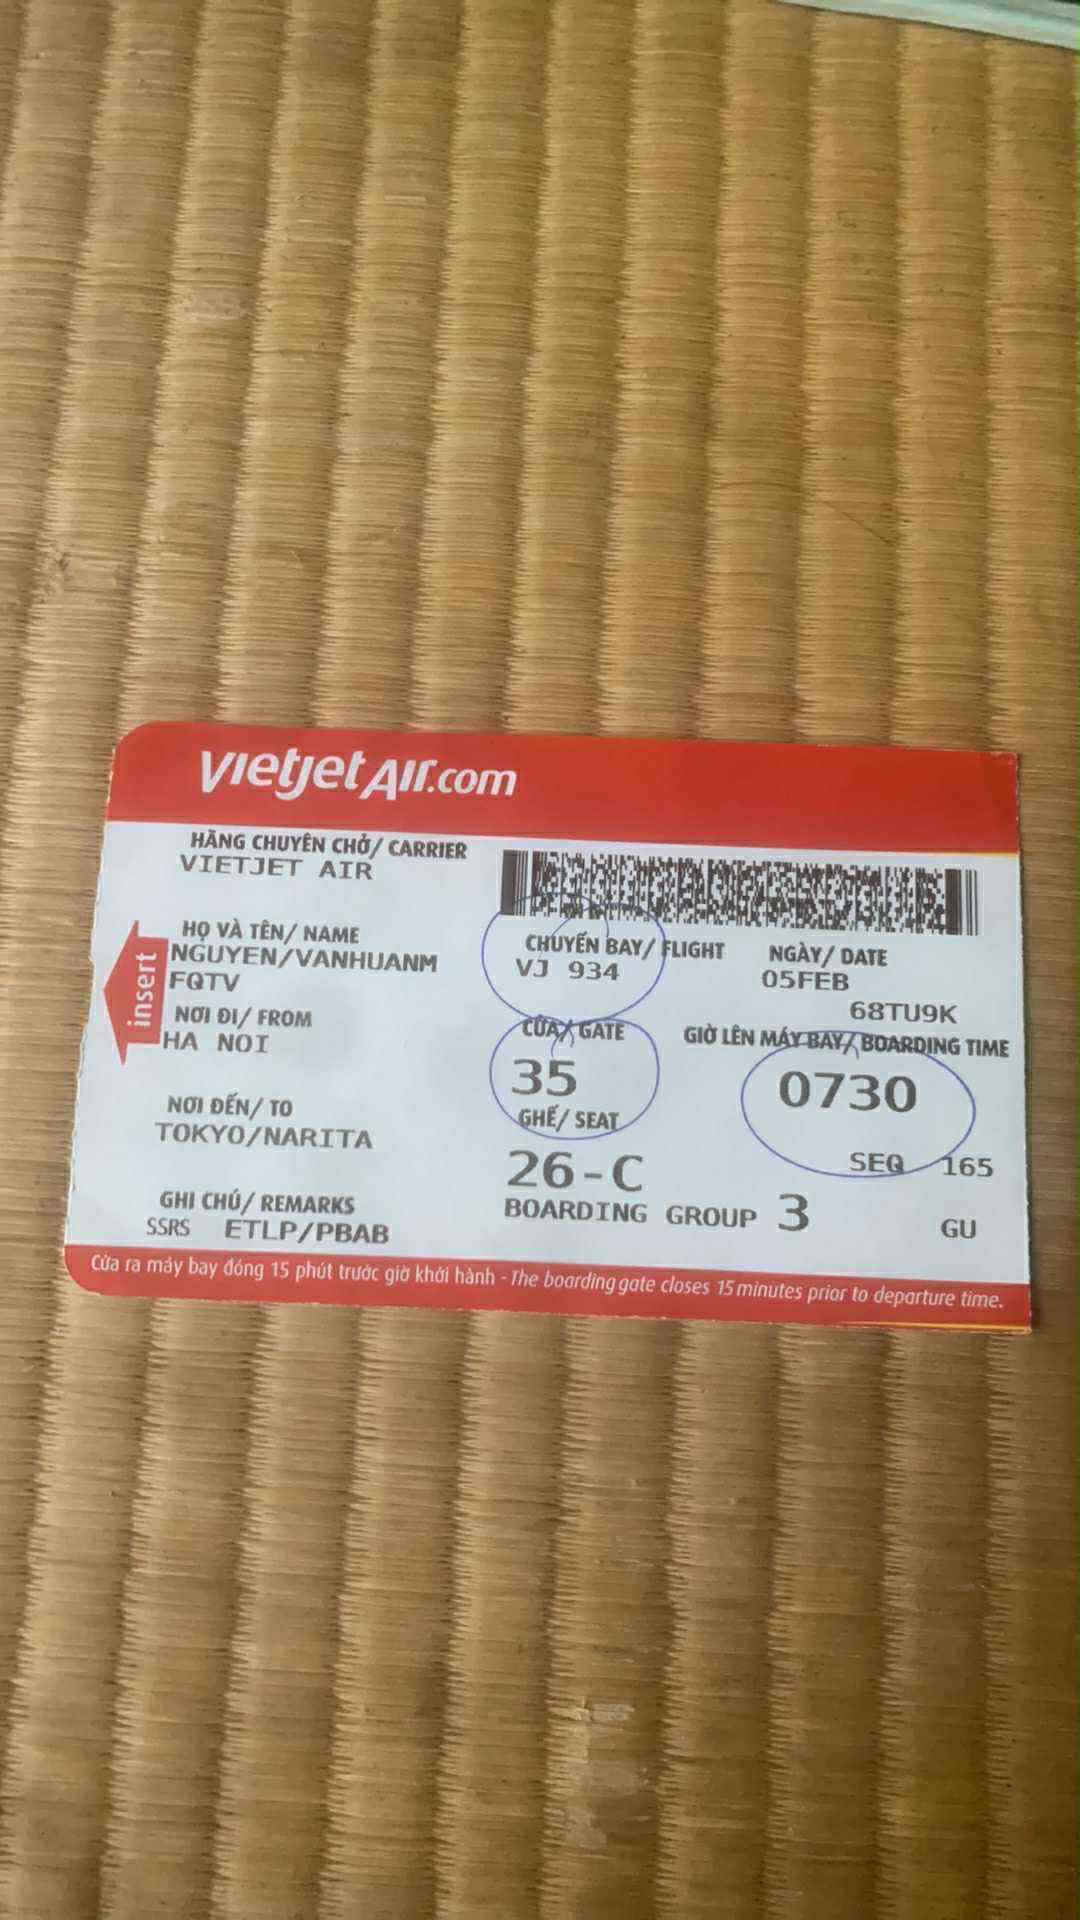 vietjetAir.com
HÃNG CHUYÊN CHỞ/ CARRIER
VIETJET AIR
HỌ VÀ TÊN/ NAME
NGUYEN/VANHUANM
FQTV
insert
NƠI ĐI/ FROM
HA NOI
NƠI ĐẾN/ TO
TOKYO/NARITA
GHI CHÚ/ REMARKS
SSRS ETLP/PBAB
CHUYẾN BAY/ FLIGHT
VJ 934
NGÀY/ DATE
05FEB
68TU9K
CỬA/ GATE
35
GIỜ LÊN MÁY BAY/ BOARDING TIME
0730
GHẾ/ SEAT
26-C
SEQ 165
BOARDING GROUP 3
GU
Cửa ra máy bay đóng 15 phút trước giờ khởi hành - The boarding gate closes 15 minutes prior to departure time.